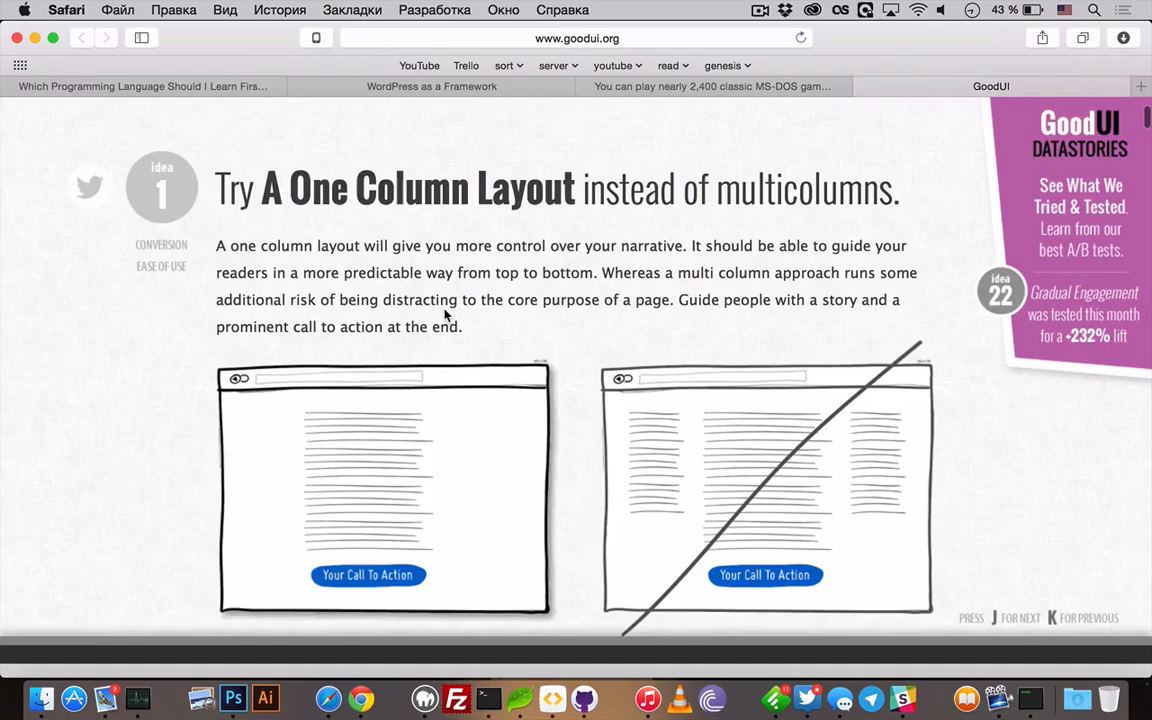 Safari Файл Правка Вид История Закладки Разработка Окно Справка
43 %
www.goodui.org
YouTube Trello sort server youtube read genesis
Which Programming Language Should I Learn Firs...
WordPress as a Framework
You can play nearly 2,400 classic MS-DOS gam...
GoodUI
idea
1
CONVERSION
EASE OF USE
Try A One Column Layout instead of multicolumns.
A one column layout will give you more control over your narrative. It should be able to guide your
readers in a more predictable way from top to bottom. Whereas a multi column approach runs some
additional risk of being distracting to the core purpose of a page. Guide people with a story and a
prominent call to action at the end.
GoodUI
DATASTORIES
See What We
Tried & Tested.
Learn from our
best A/B tests.
idea
22
Gradual Engagement
was tested this month
for a +232% lift
Your Call To Action
Your Call To Action
PRESS J FOR NEXT K FOR PREVIOUS
Ps Ai